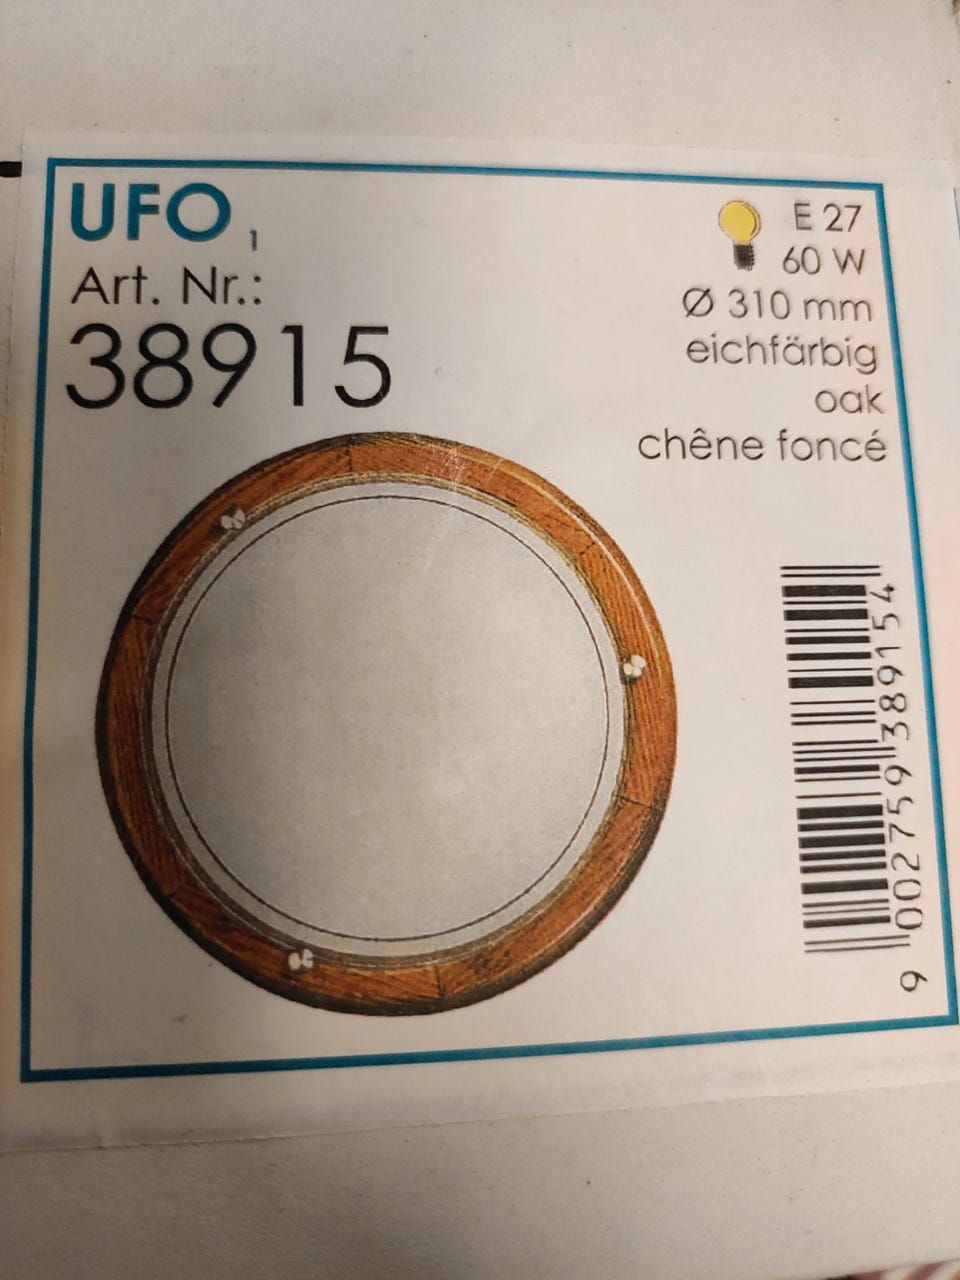 UFO 1
Art. Nr.:
38915
E 27
60 W
Ø 310 mm
eichfärbig
oak
chêne foncé
9 002759 389154